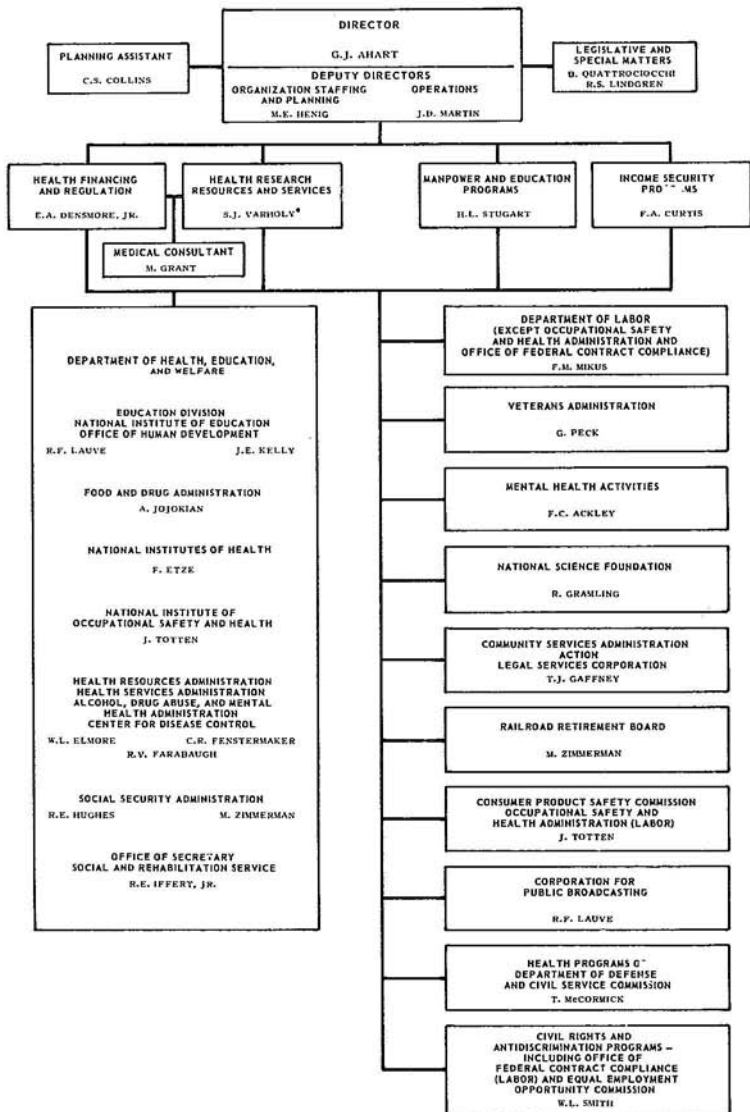 DIRECTOR
G.J. AHART
DEPUTY DIRECTORS
ORGANIZATION STAFFING
AND PLANNING
M.E. HENIG
OPERATIONS
J.D. MARTIN
PLANNING ASSISTANT
C.S. COLLINS
LEGISLATIVE AND
SPECIAL MATTERS
D. QUATTROCIOCCHI
R.S. LINDGREN
HEALTH FINANCING
AND REGULATION
E.A. DENSMORE, JR.
HEALTH RESEARCH
RESOURCES AND SERVICES
S.J. VARHOLY*
MANPOWER AND EDUCATION
PROGRAMS
H.L. STUGART
INCOME SECURITY
F.A. CURTIS
MEDICAL CONSULTANT
M. GRANT
DEPARTMENT OF HEALTH, EDUCATION,
AND WELFARE
EDUCATION DIVISION
NATIONAL INSTITUTE OF EDUCATION
OFFICE OF HUMAN DEVELOPMENT
R.F. LAUVE J.E. KELLY
FOOD AND DRUG ADMINISTRATION
A. JOJOKIAN
NATIONAL INSTITUTES OF HEALTH
F. ETZE
NATIONAL INSTITUTE OF
OCCUPATIONAL SAFETY AND HEALTH
J. TOTTEN
HEALTH RESOURCES ADMINISTRATION
HEALTH SERVICES ADMINISTRATION
ALCOHOL, DRUG ABUSE, AND MENTAL
HEALTH ADMINISTRATION
CENTER FOR DISEASE CONTROL
W.L. ELMORE C.R. FENSTERMAKER
R.V. FARABAUGH
SOCIAL SECURITY ADMINISTRATION
R.E. HUGHES M. ZIMMERMAN
OFFICE OF SECRETARY
SOCIAL AND REHABILITATION SERVICE
R.E. IFFERT, JR.
DEPARTMENT OF LABOR
(EXCEPT OCCUPATIONAL SAFETY
AND HEALTH ADMINISTRATION AND
OFFICE OF FEDERAL CONTRACT COMPLIANCE)
F.M. MIKUS
VETERANS ADMINISTRATION
G. PECK
MENTAL HEALTH ACTIVITIES
F.C. ACKLEY
NATIONAL SCIENCE FOUNDATION
R. GRAMLING
COMMUNITY SERVICES ADMINISTRATION
ACTION
LEGAL SERVICES CORPORATION
T.J. GAFFNEY
RAILROAD RETIREMENT BOARD
M. ZIMMERMAN
CONSUMER PRODUCT SAFETY COMMISSION
OCCUPATIONAL SAFETY AND
HEALTH ADMINISTRATION (LABOR)
J. TOTTEN
CORPORATION FOR
PUBLIC BROADCASTING
R.F. LAUVE
HEALTH PROGRAMS
DEPARTMENT OF DEFENSE
AND CIVIL SERVICE COMMISSION
T. McCORMICK
CIVIL RIGHTS AND
ANTIDISCRIMINATION PROGRAMS –
INCLUDING OFFICE OF
FEDERAL CONTRACT COMPLIANCE
(LABOR) AND EQUAL EMPLOYMENT
OPPORTUNITY COMMISSION
W.L. SMITH